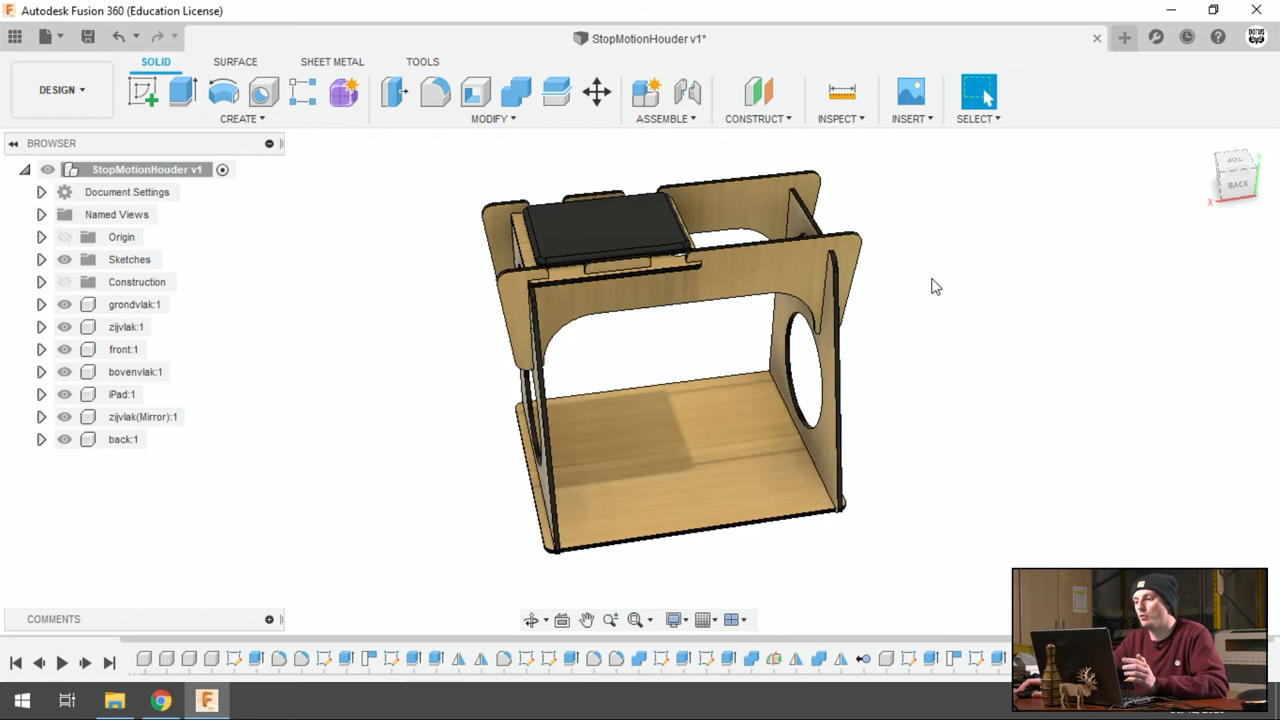 Autodesk Fusion 360 (Education License)
StopMotionHouder v1*
DESIGN
SOLID
SURFACE
SHEET METAL
TOOLS
CREATE
MODIFY
ASSEMBLE
CONSTRUCT
INSPECT
INSERT
SELECT
BROWSER
StopMotionHouder v1
Document Settings
Named Views
Origin
Sketches
Construction
grondvlak:1
zijvlak:1
front:1
bovenvlak:1
iPad:1
zijvlak(Mirror):1
back:1
TOP
BACK
X
COMMENTS